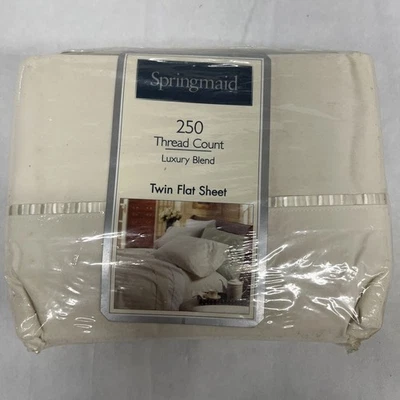 Springmaid
250
Thread Count
Luxury Blend
Twin Flat Sheet